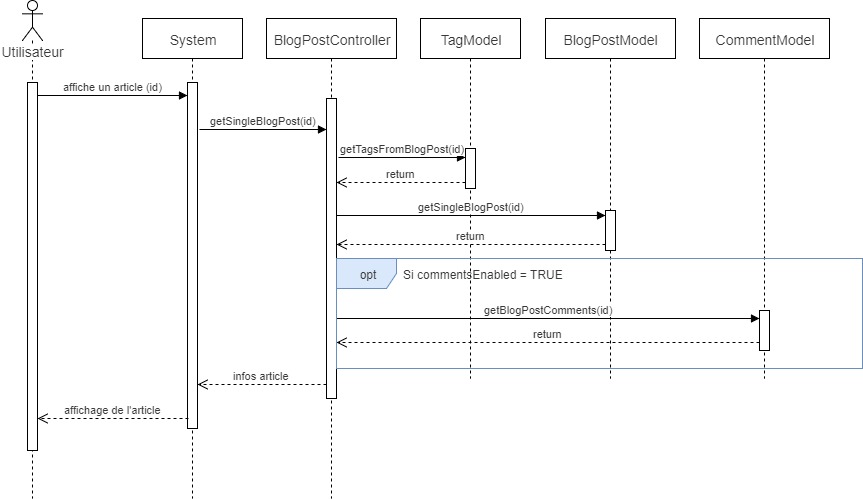 Utilisateur
System
BlogPostController
TagModel
BlogPostModel
CommentModel
affiche un article (id)
getSingleBlogPost(id)
getTagsFromBlogPost(id)
return
getSingleBlogPost(id)
return
opt
Si commentsEnabled = TRUE
getBlogPostComments(id)
return
infos article
affichage de l'article